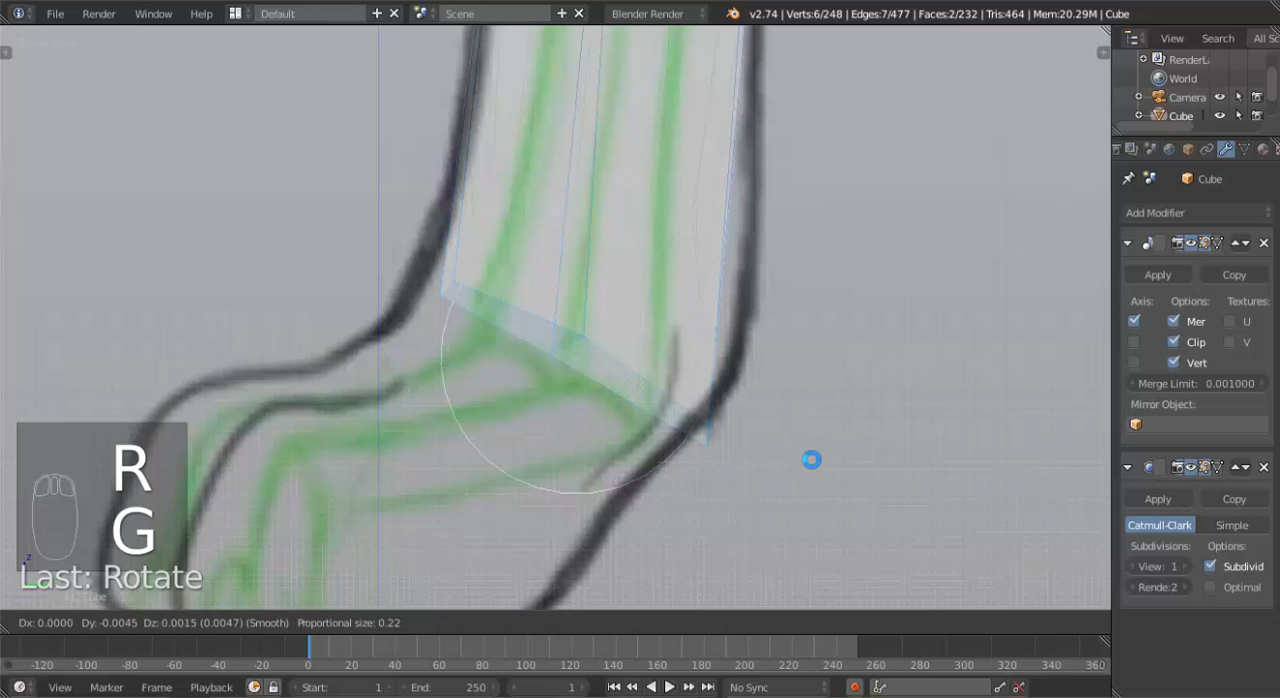 File Render Window Help Default Scene Blender Render v2.74 | Verts:6/248 | Edges:7/477 | Faces:2/232 | Tris:464 | Mem:20.29M | Cube
View Search All Sc
RenderL
World
Camera
Cube
Cube
Add Modifier
Apply Copy
Axis: Options: Textures:
Mer U
Clip V
Vert
Merge Limit: 0.001000
Mirror Object:
Apply Copy
Catmull-Clark Simple
Subdivisions: Options:
View: 1 Subdivid
Rende:2 Optimal
R
G
Last: Rotate
Dx: 0.0000 Dy: -0.0045 Dz: 0.0015 (0.0047) (Smooth) Proportional size: 0.22
-120 -100 -80 -60 -40 -20 0 20 40 60 80 100 120 140 160 180 200 220 240 260 280 300 320 340 360
View Marker Frame Playback Start: 1 End: 250 1 No Sync